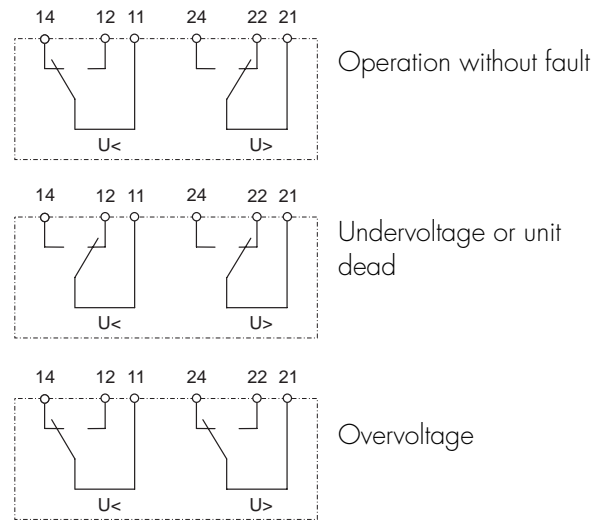 14 12 11 24 22 21
Operation without fault
U< U>
14 12 11 24 22 21
Undervoltage or unit
dead
U< U>
14 12 11 24 22 21
Overvoltage
U< U>